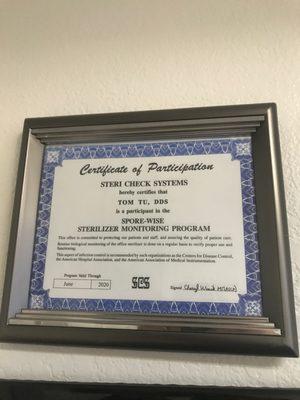 Certificate of Participation
STERI CHECK SYSTEMS
hereby certifies that
TOM TU, DDS
is a participant in the
SPORE-WISE
STERILIZER MONITORING PROGRAM
This office is committed to protecting our patients and staff, and assuring the quality of patient care.
Routine biological monitoring of the office sterilizer is done on a regular basis to verify proper use and
functioning.
This aspect of infection control is recommended by such organizations as the Centers for Disease Control,
the American Hospital Association, and the American Association of Medical Instrumentation.
Program Valid Through
June 2020
SCS
Signed